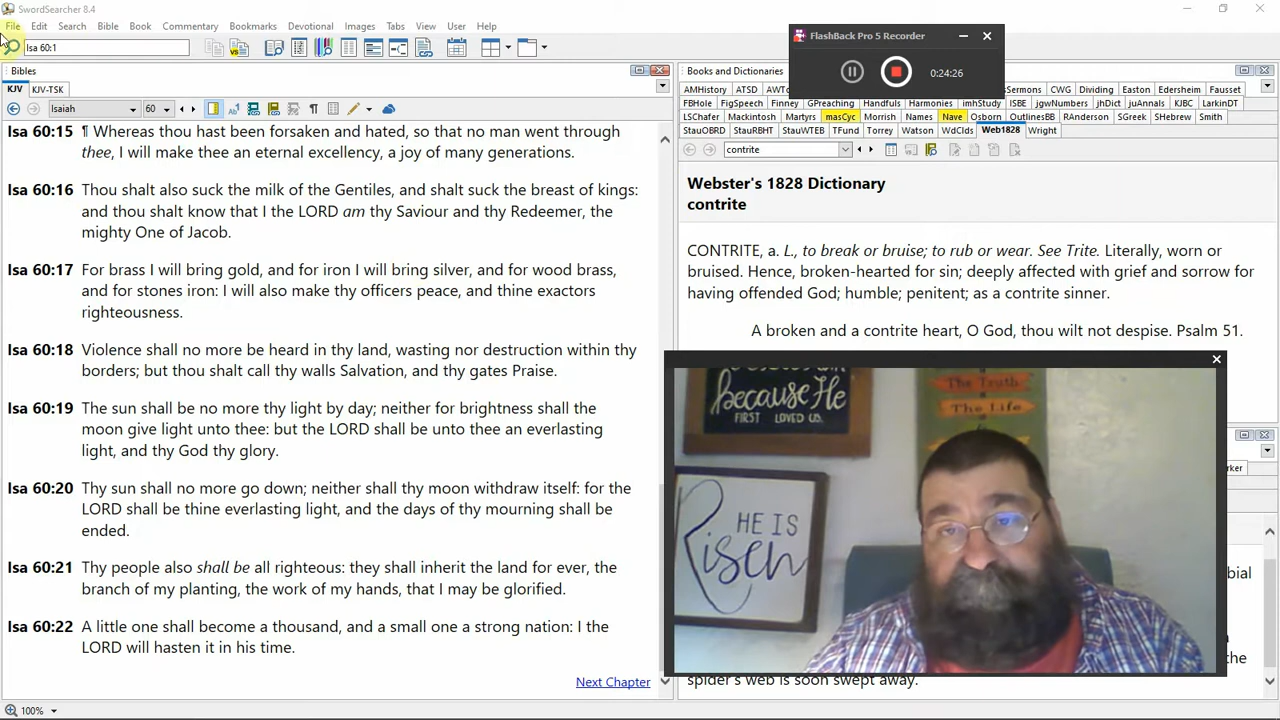 SwordSearcher 8.4
File Edit Search Bible Book Commentary Bookmarks Devotional Images Tabs View User Help
Isa 60:1
Bibles
KJV KJV-TSK
Isaiah 60
Isa 60:15 ¶ Whereas thou hast been forsaken and hated, so that no man went through
thee, I will make thee an eternal excellency, a joy of many generations.
Isa 60:16 Thou shalt also suck the milk of the Gentiles, and shalt suck the breast of kings:
and thou shalt know that I the LORD am thy Saviour and thy Redeemer, the
mighty One of Jacob.
Isa 60:17 For brass I will bring gold, and for iron I will bring silver, and for wood brass,
and for stones iron: I will also make thy officers peace, and thine exactors
righteousness.
Isa 60:18 Violence shall no more be heard in thy land, wasting nor destruction within thy
borders; but thou shalt call thy walls Salvation, and thy gates Praise.
Isa 60:19 The sun shall be no more thy light by day; neither for brightness shall the
moon give light unto thee: but the LORD shall be unto thee an everlasting
light, and thy God thy glory.
Isa 60:20 Thy sun shall no more go down; neither shall thy moon withdraw itself: for the
LORD shall be thine everlasting light, and the days of thy mourning shall be
ended.
Isa 60:21 Thy people also shall be all righteous: they shall inherit the land for ever, the
branch of my planting, the work of my hands, that I may be glorified.
Isa 60:22 A little one shall become a thousand, and a small one a strong nation: I the
LORD will hasten it in his time.
Next Chapter
100%
FlashBack Pro 5 Recorder
0:24:26
Books and Dictionaries
AMHistory ATSD Sermons CWG Dividing Easton Edersheim Fausset
FBHole FigSpeech Finney GPreaching Handfuls Harmonies imhStudy ISBE jgwNumbers jhDict juAnnals KJBC LarkinDT
LSChafer Mackintosh Martyrs masCyc Morrish Names Nave Osborn OutlinesBB RAnderson SGreek SHebrew Smith
StauOBRD StauRBHT StauWTEB TFund Torrey Watson WdClds Web1828 Wright
contrite
Webster's 1828 Dictionary
contrite
CONTRITE, a. L., to break or bruise; to rub or wear. See Trite. Literally, worn or
bruised. Hence, broken-hearted for sin; deeply affected with grief and sorrow for
having offended God; humble; penitent; as a contrite sinner.
A broken and a contrite heart, O God, thou wilt not despise. Psalm 51.
because He
FIRST LOVED US.
The Truth
The Life
HE IS
Risen
the
spider's web is soon swept away.